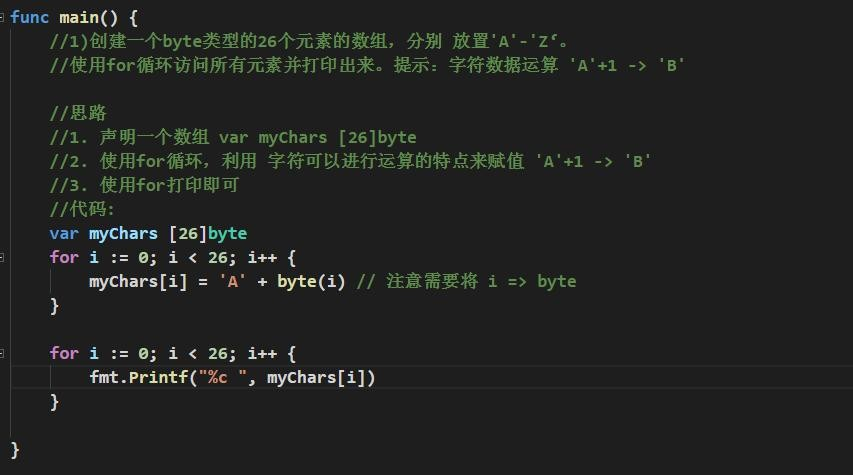 func main() {
//1)创建一个byte类型的26个元素的数组，分别 放置'A'-'Z‘。
//使用for循环访问所有元素并打印出来。提示：字符数据运算 'A'+1 -> 'B'
//思路
//1. 声明一个数组 var myChars [26]byte
//2. 使用for循环，利用 字符可以进行运算的特点来赋值 'A'+1 -> 'B'
//3. 使用for打印即可
//代码:
var myChars [26]byte
for i := 0; i < 26; i++ {
myChars[i] = 'A' + byte(i) // 注意需要将 i => byte
}
for i := 0; i < 26; i++ {
fmt.Printf("%c ", myChars[i])
}
}